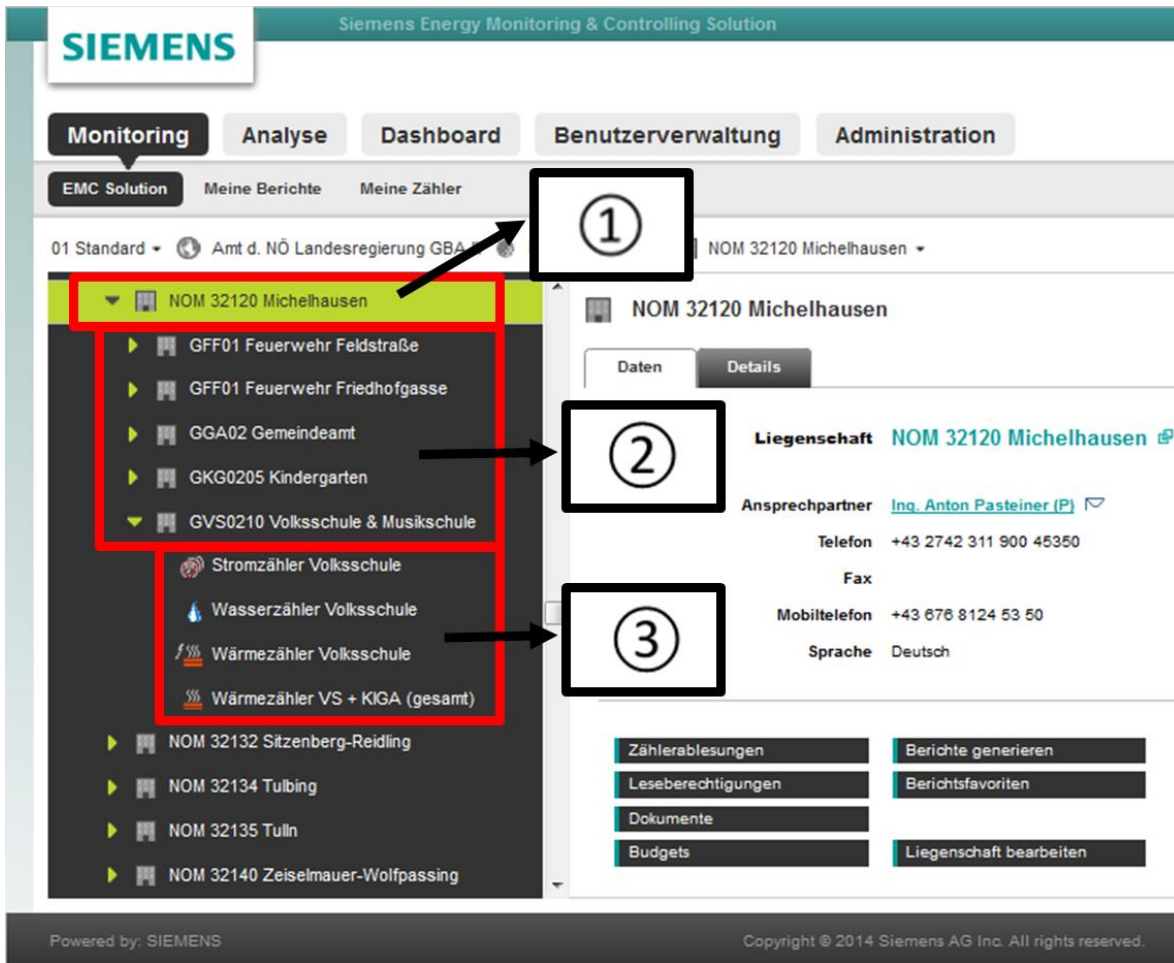 Siemens Energy Monitoring & Controlling Solution
SIEMENS
Monitoring Analyse Dashboard Benutzerverwaltung Administration
EMC Solution Meine Berichte Meine Zähler
01 Standard Amt d. NÖ Landesregierung GBA NOM 32120 Michelhausen
①
NOM 32120 Michelhausen
GFF01 Feuerwehr Feldstraße
GFF01 Feuerwehr Friedhofgasse
GGA02 Gemeindeamt
GKG0205 Kindergarten
GVS0210 Volksschule & Musikschule
Stromzähler Volksschule
Wasserzähler Volksschule
Wärmezähler Volksschule
Wärmezähler VS + KIGA (gesamt)
NOM 32132 Sitzenberg-Reidling
NOM 32134 Tulbing
NOM 32135 Tulln
NOM 32140 Zeiselmauer-Wolfpassing
②
③
NOM 32120 Michelhausen
Daten Details
Liegenschaft NOM 32120 Michelhausen
Ansprechpartner Ing. Anton Pasteiner (P)
Telefon +43 2742 311 900 45350
Fax
Mobiltelefon +43 676 8124 53 50
Sprache Deutsch
Zählerablesungen Berichte generieren
Leseberechtigungen Berichtsfavoriten
Dokumente
Budgets Liegenschaft bearbeiten
Powered by: SIEMENS Copyright © 2014 Siemens AG Inc. All rights reserved.